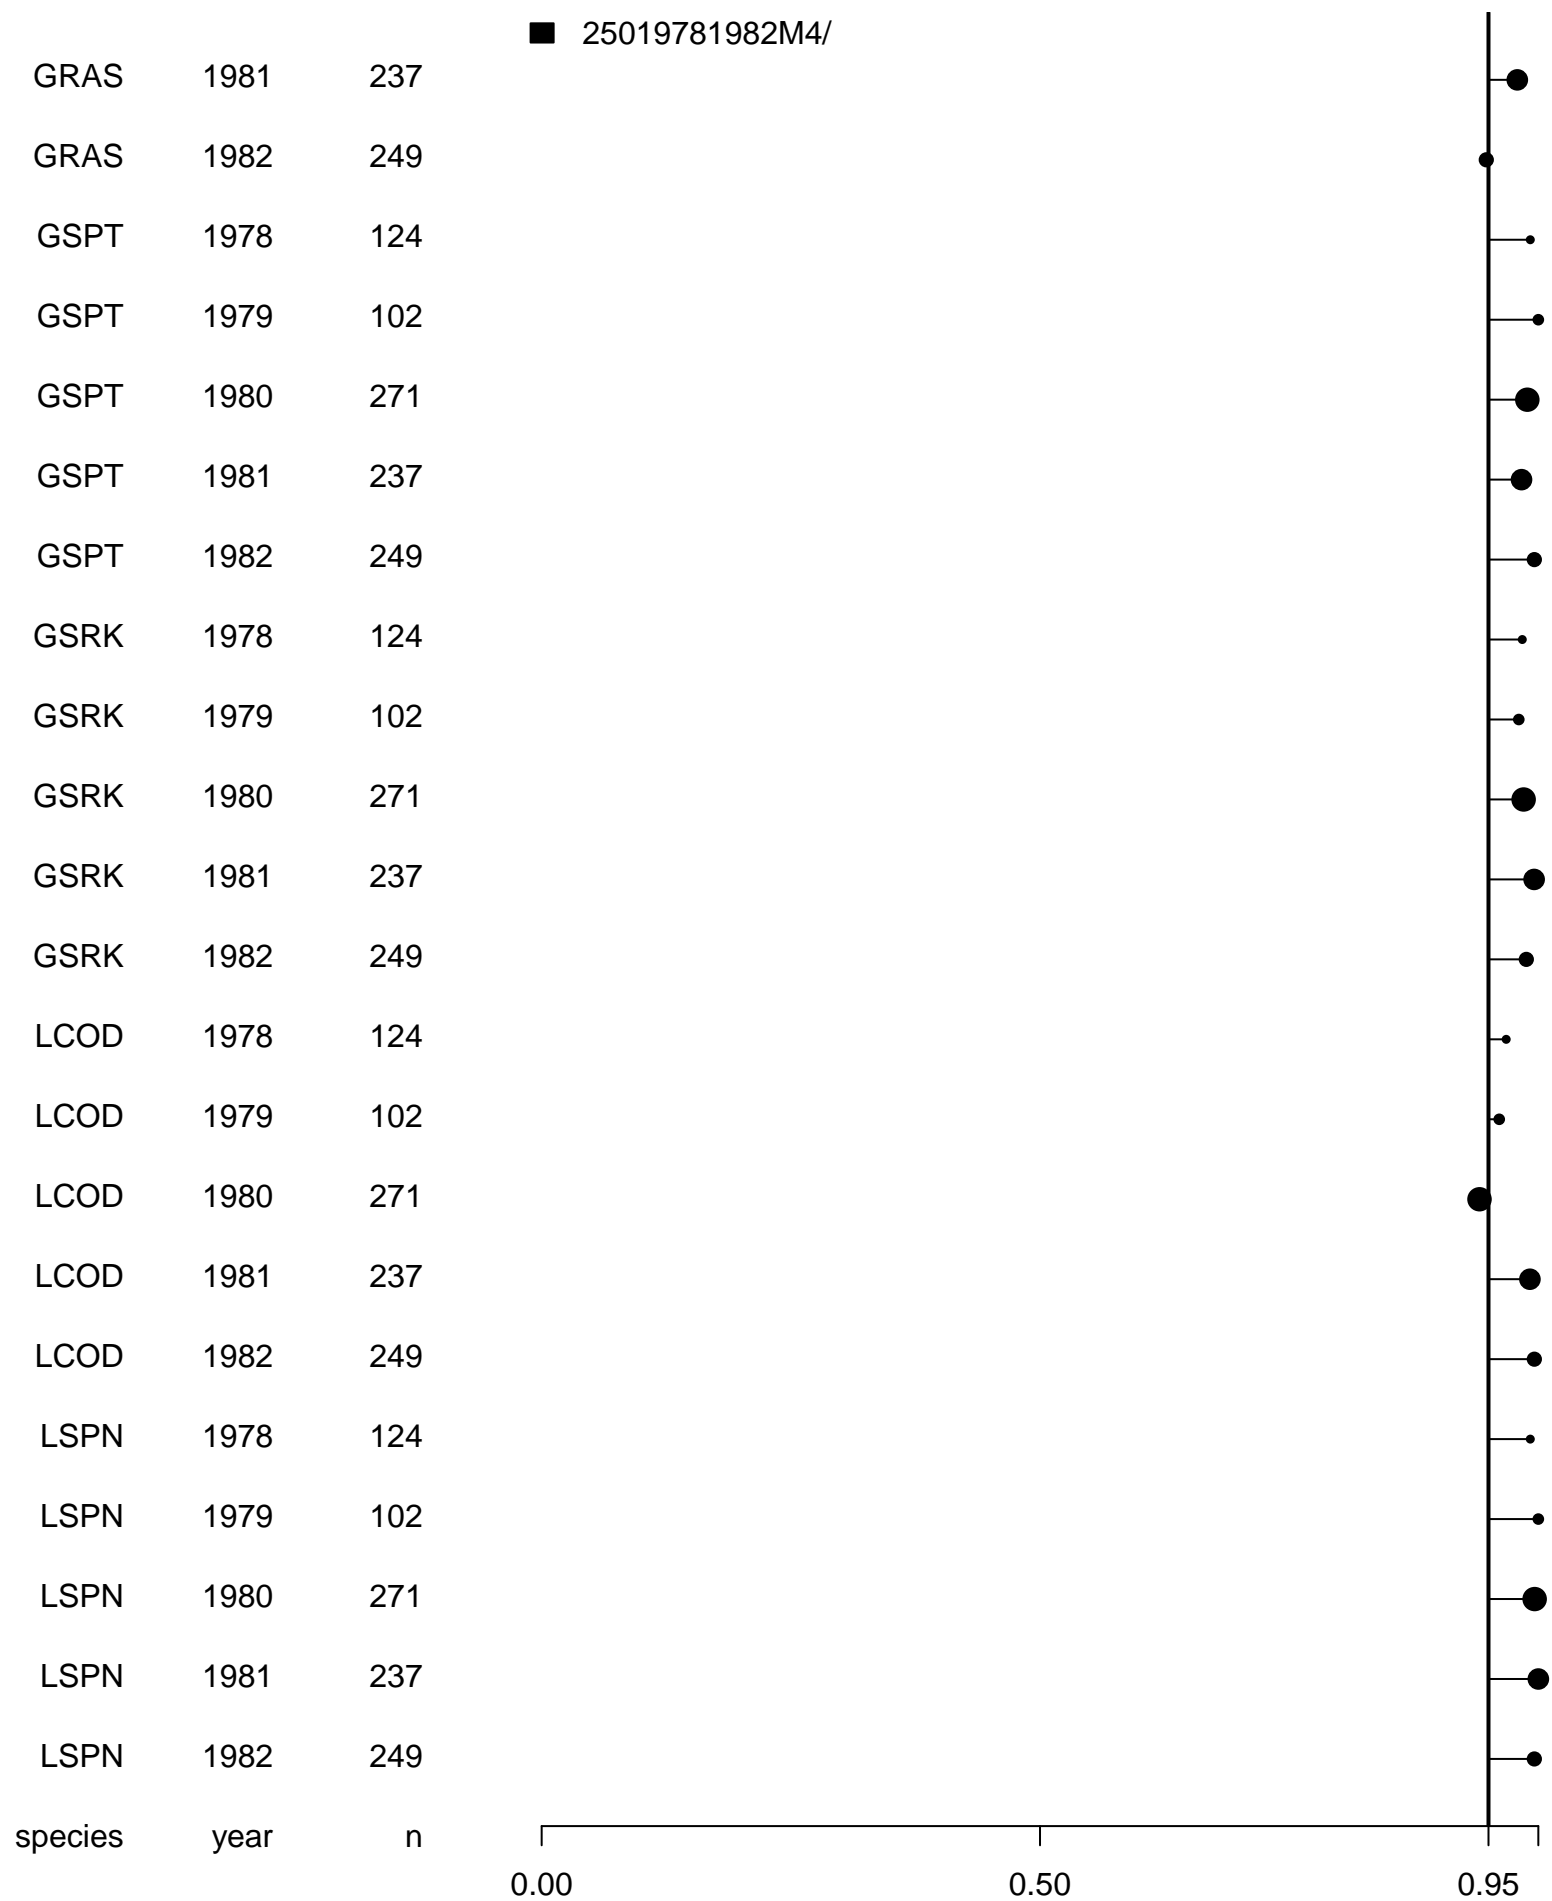 25019781982M4/
GRAS 1981 237
GRAS 1982 249
GSPT 1978 124
GSPT 1979 102
GSPT 1980 271
GSPT 1981 237
GSPT 1982 249
GSRK 1978 124
GSRK 1979 102
GSRK 1980 271
GSRK 1981 237
GSRK 1982 249
LCOD 1978 124
LCOD 1979 102
LCOD 1980 271
LCOD 1981 237
LCOD 1982 249
LSPN 1978 124
LSPN 1979 102
LSPN 1980 271
LSPN 1981 237
LSPN 1982 249
species year n
0.00 0.50 0.95